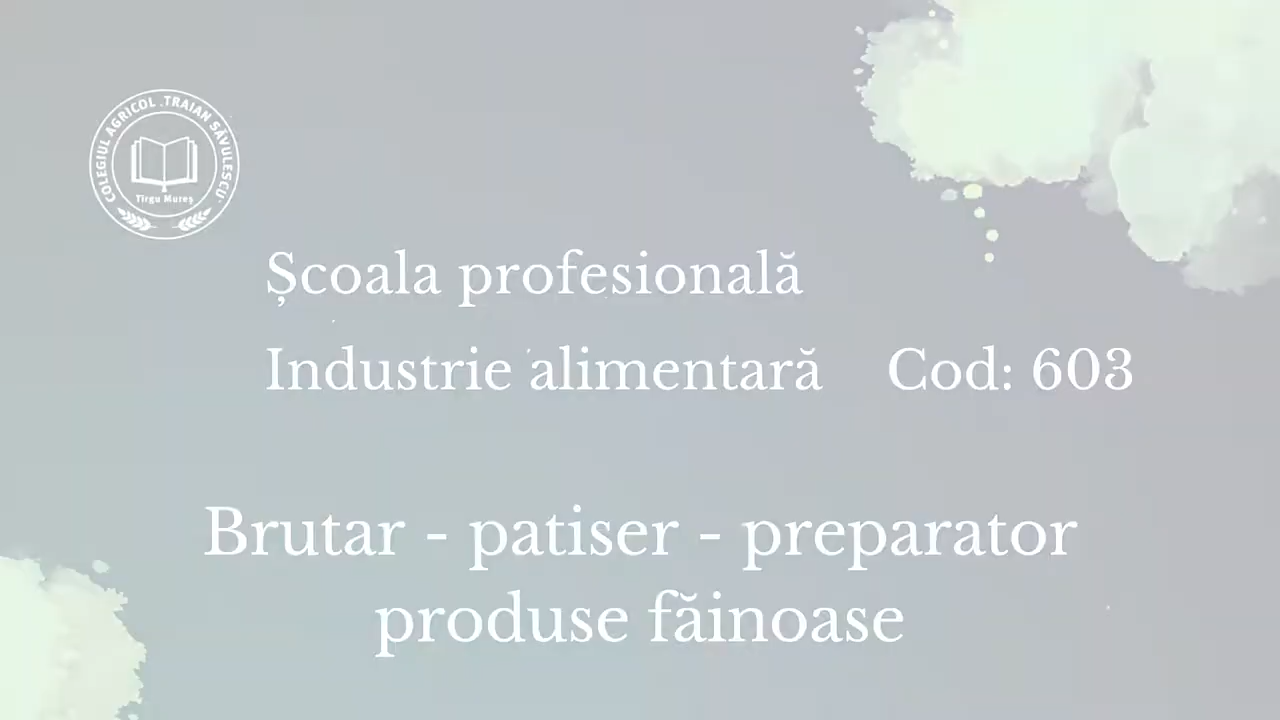 COLEGIUL AGRICOL „TRAIAN SĂVULESCU"
Tîrgu Mureș
Școala profesională
Industrie alimentară Cod: 603
Brutar - patiser - preparator
produse făinoase